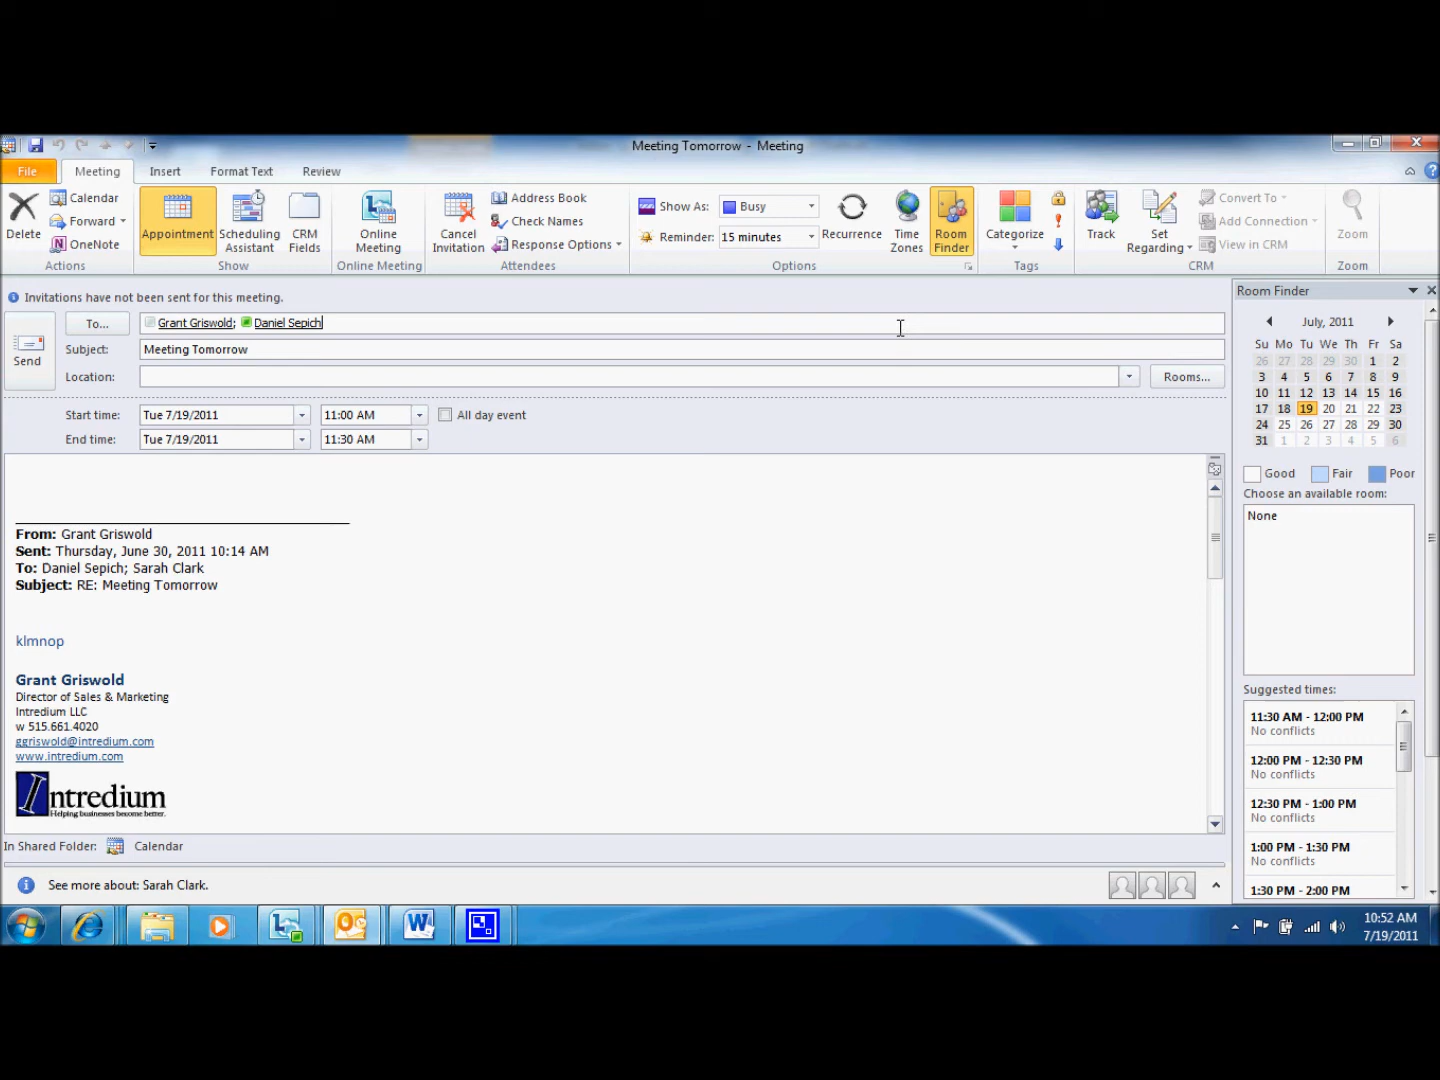 Meeting Tomorrow - Meeting
File Meeting Insert Format Text Review
Delete
Calendar
Forward
OneNote
Actions
Appointment
Scheduling
Assistant
CRM
Fields
Show
Online
Meeting
Online Meeting
Cancel
Invitation
Address Book
Check Names
Response Options
Attendees
Show As: Busy
Reminder: 15 minutes
Recurrence
Time
Zones
Room
Finder
Options
Categorize
Tags
Track
Set
Regarding
Convert To
Add Connection
View in CRM
CRM
Zoom
Zoom
Invitations have not been sent for this meeting.
Send
To... Grant Griswold; Daniel Sepich
Subject: Meeting Tomorrow
Location: Rooms...
Start time: Tue 7/19/2011 11:00 AM All day event
End time: Tue 7/19/2011 11:30 AM
From: Grant Griswold
Sent: Thursday, June 30, 2011 10:14 AM
To: Daniel Sepich; Sarah Clark
Subject: RE: Meeting Tomorrow
klmnop
Grant Griswold
Director of Sales & Marketing
Intredium LLC
w 515.661.4020
ggriswold@intredium.com
www.intredium.com
Intredium
Helping businesses become better.
In Shared Folder: Calendar
See more about: Sarah Clark.
Room Finder
July, 2011
Su Mo Tu We Th Fr Sa
26 27 28 29 30 1 2
3 4 5 6 7 8 9
10 11 12 13 14 15 16
17 18 19 20 21 22 23
24 25 26 27 28 29 30
31 1 2 3 4 5 6
Good Fair Poor
Choose an available room:
None
Suggested times:
11:30 AM - 12:00 PM
No conflicts
12:00 PM - 12:30 PM
No conflicts
12:30 PM - 1:00 PM
No conflicts
1:00 PM - 1:30 PM
No conflicts
1:30 PM - 2:00 PM
10:52 AM
7/19/2011